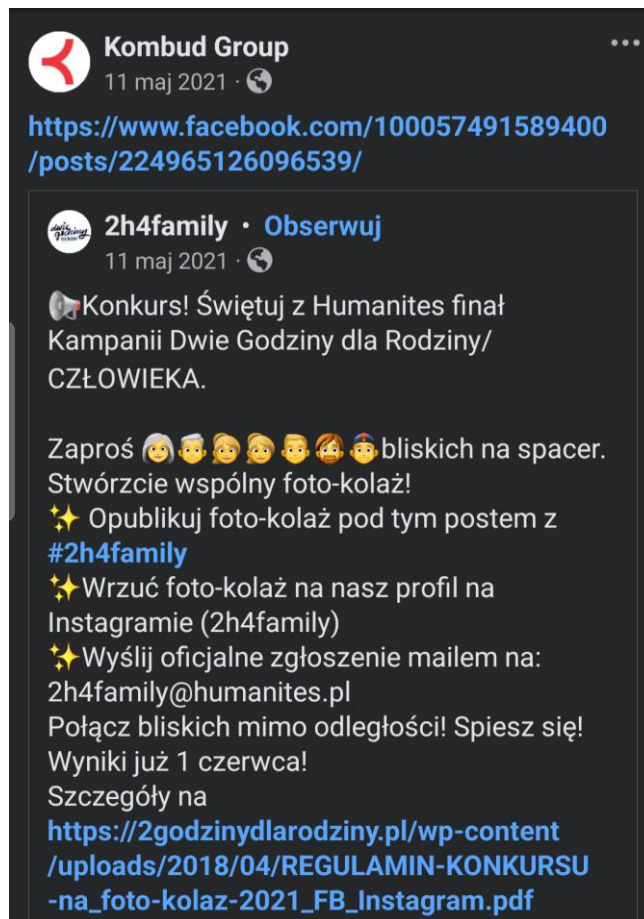 Kombud Group
11 maj 2021 ·
https://www.facebook.com/100057491589400
/posts/224965126096539/
dwie godziny
2h4family • Obserwuj
11 maj 2021 ·
Konkurs! Świętuj z Humanites finał
Kampanii Dwie Godziny dla Rodziny/
CZŁOWIEKA.
Zaproś 👩‍🦳👨‍🦳👩👩👨🧔👲bliskich na spacer.
Stwórzcie wspólny foto-kolaż!
✨ Opublikuj foto-kolaż pod tym postem z
#2h4family
✨Wrzuć foto-kolaż na nasz profil na
Instagramie (2h4family)
✨Wyślij oficjalne zgłoszenie mailem na:
2h4family@humanites.pl
Połącz bliskich mimo odległości! Spiesz się!
Wyniki już 1 czerwca!
Szczegóły na
https://2godzinydlarodziny.pl/wp-content
/uploads/2018/04/REGULAMIN-KONKURSU
-na_foto-kolaz-2021_FB_Instagram.pdf